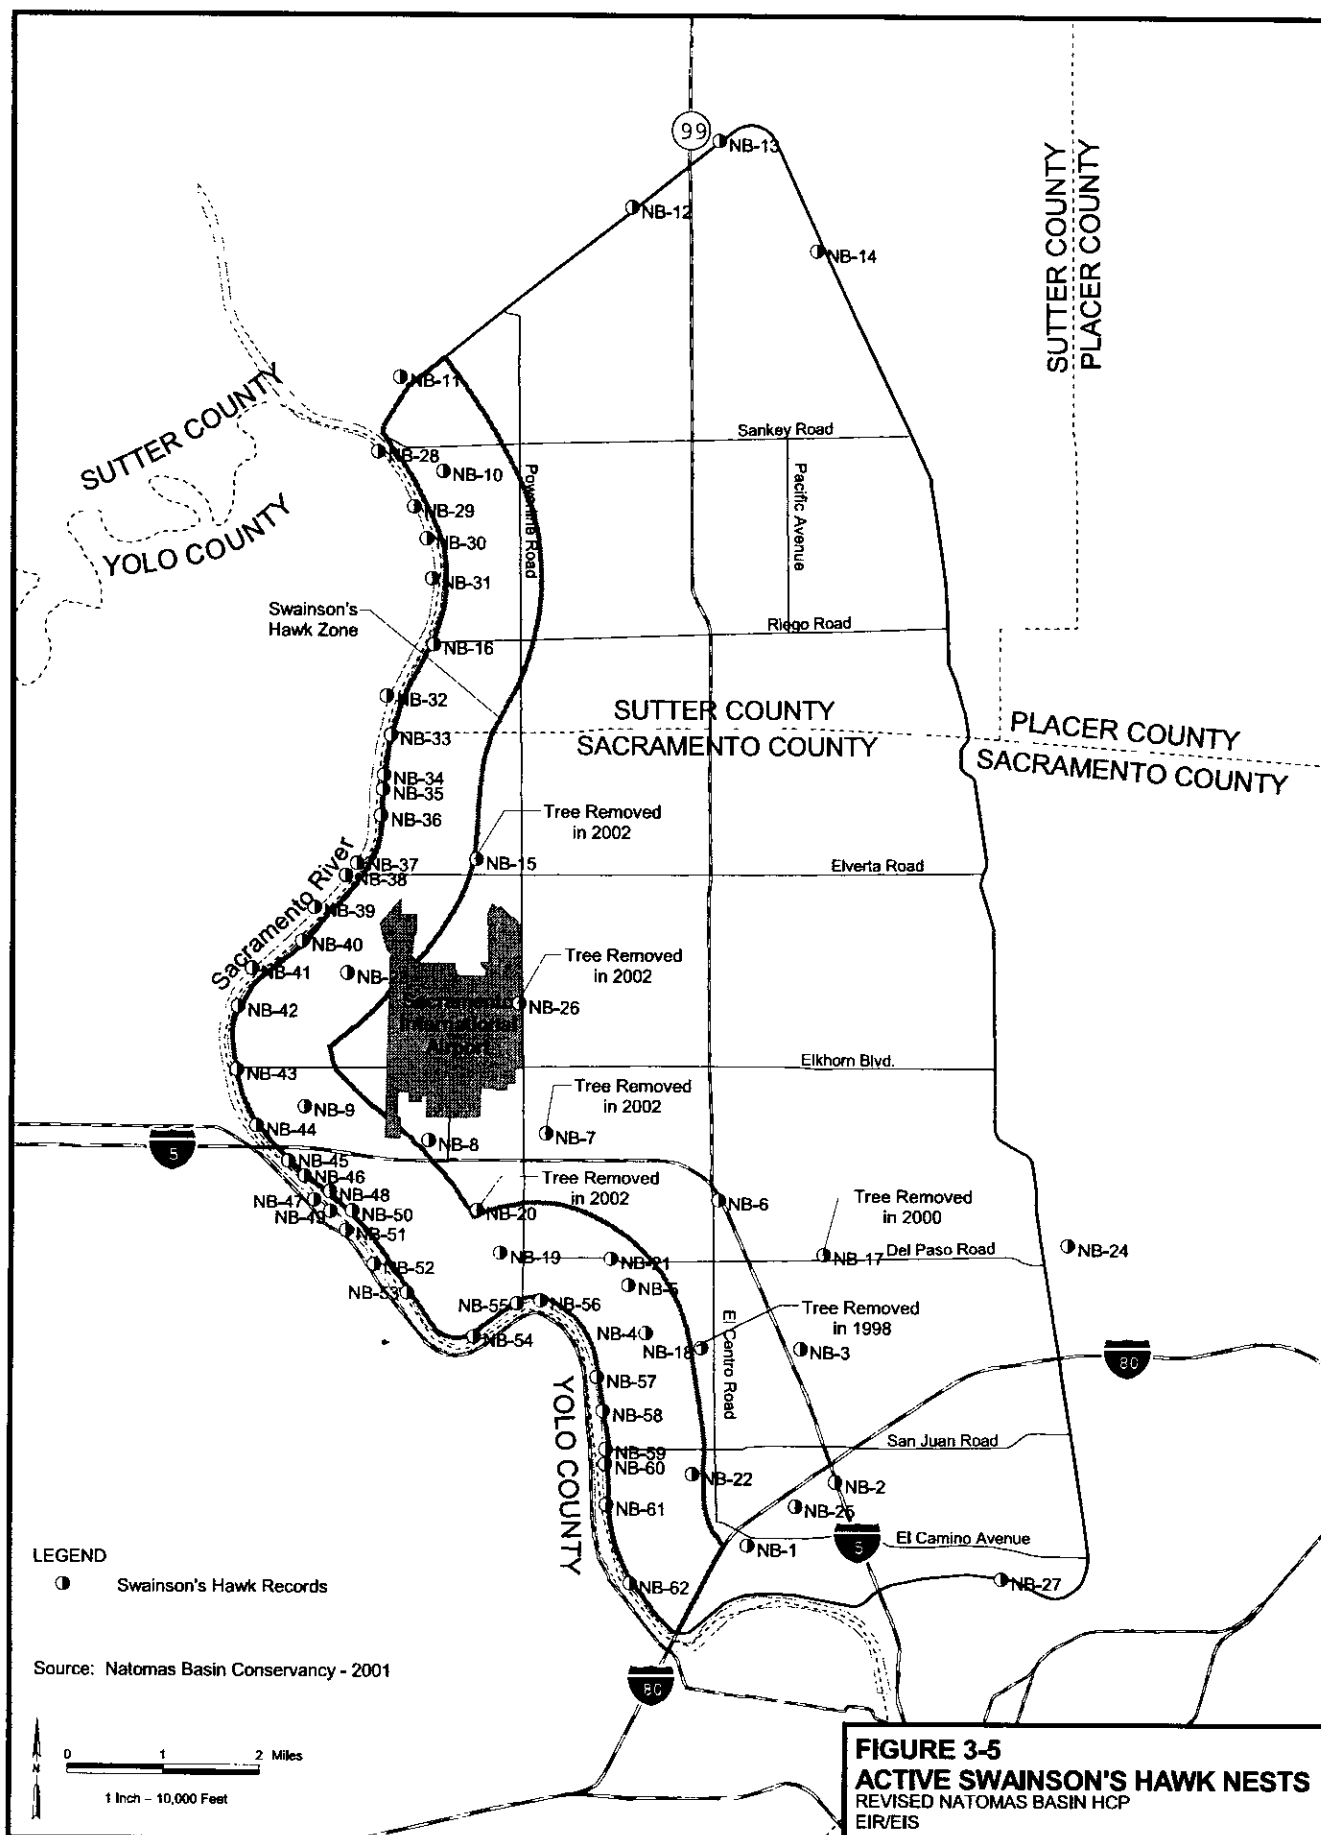 99
NB-13
NB-12
NB-14
SUTTER COUNTY
PLACER COUNTY
NB-11
SUTTER COUNTY
Sankey Road
NB-28
NB-10
Powerline Road
Pacific Avenue
NB-29
YOLO COUNTY
NB-30
NB-31
Swainson's
Hawk Zone
Riego Road
NB-16
NB-32
SUTTER COUNTY
PLACER COUNTY
NB-33
SACRAMENTO COUNTY
SACRAMENTO COUNTY
NB-34
NB-35
NB-36
Tree Removed
in 2002
NB-37
NB-15
NB-38
Elverta Road
Sacramento River
NB-39
NB-40
NB-41
Tree Removed
in 2002
NB-42
Sacramento
International
Airport
NB-26
NB-43
Elkhorn Blvd.
Tree Removed
in 2002
NB-9
NB-44
NB-8
NB-7
5
NB-45
NB-46
Tree Removed
in 2002
NB-47
NB-48
NB-49
NB-50
NB-20
NB-6
Tree Removed
in 2000
NB-51
NB-19
NB-21
NB-17
Del Paso Road
NB-24
NB-52
NB-5
NB-53
NB-55
NB-56
El Centro Road
Tree Removed
in 1998
NB-54
NB-4
NB-18
NB-3
80
NB-57
YOLO COUNTY
NB-58
San Juan Road
NB-59
NB-60
NB-22
NB-2
NB-61
NB-25
NB-1
5
El Camino Avenue
LEGEND
Swainson's Hawk Records
NB-62
NB-27
Source: Natomas Basin Conservancy - 2001
80
N
0 1 2 Miles
1 Inch – 10,000 Feet
FIGURE 3-5
ACTIVE SWAINSON'S HAWK NESTS
REVISED NATOMAS BASIN HCP
EIR/EIS